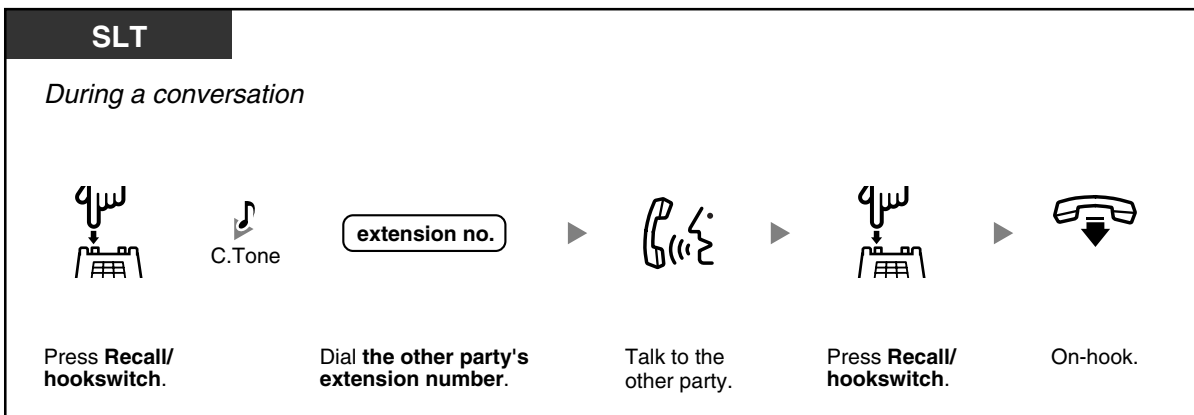 SLT
During a conversation
C.Tone
extension no.
Press Recall/
hookswitch.
Dial the other party's
extension number.
Talk to the
other party.
Press Recall/
hookswitch.
On-hook.